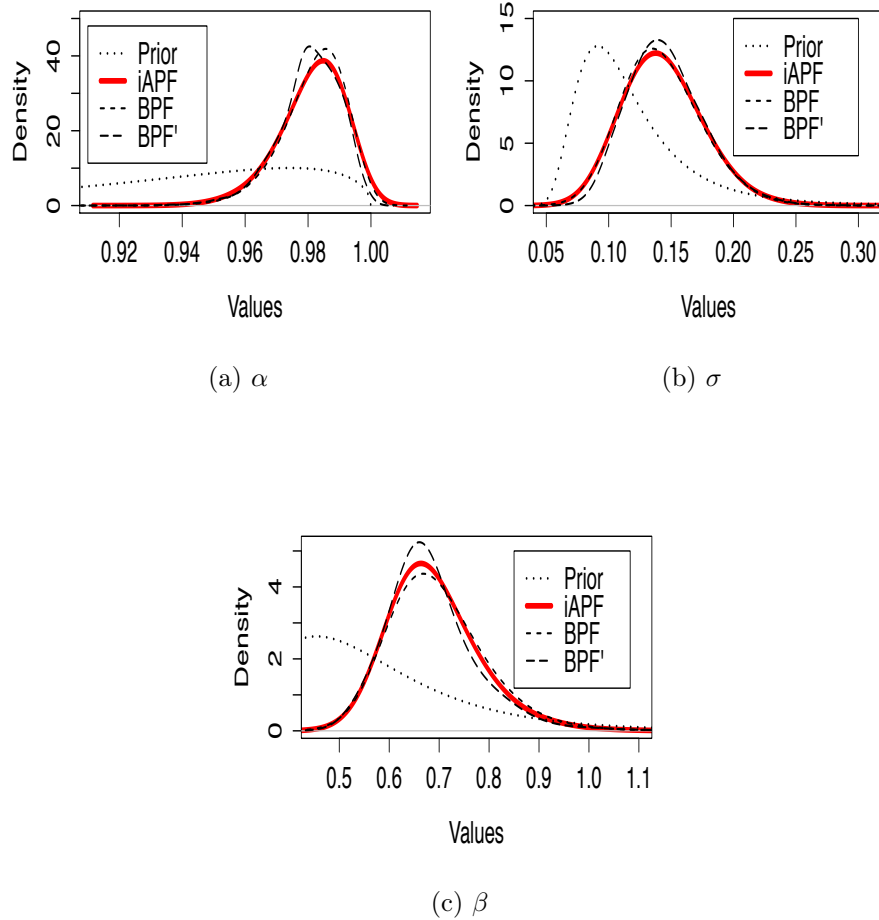 Density
0 20 40
Prior
iAPF
BPF
BPF'
0.92 0.94 0.96 0.98 1.00
Values
(a) α
Density
0 5 10 15
Prior
iAPF
BPF
BPF'
0.05 0.10 0.15 0.20 0.25 0.30
Values
(b) σ
Density
0 2 4
Prior
iAPF
BPF
BPF'
0.5 0.6 0.7 0.8 0.9 1.0 1.1
Values
(c) β